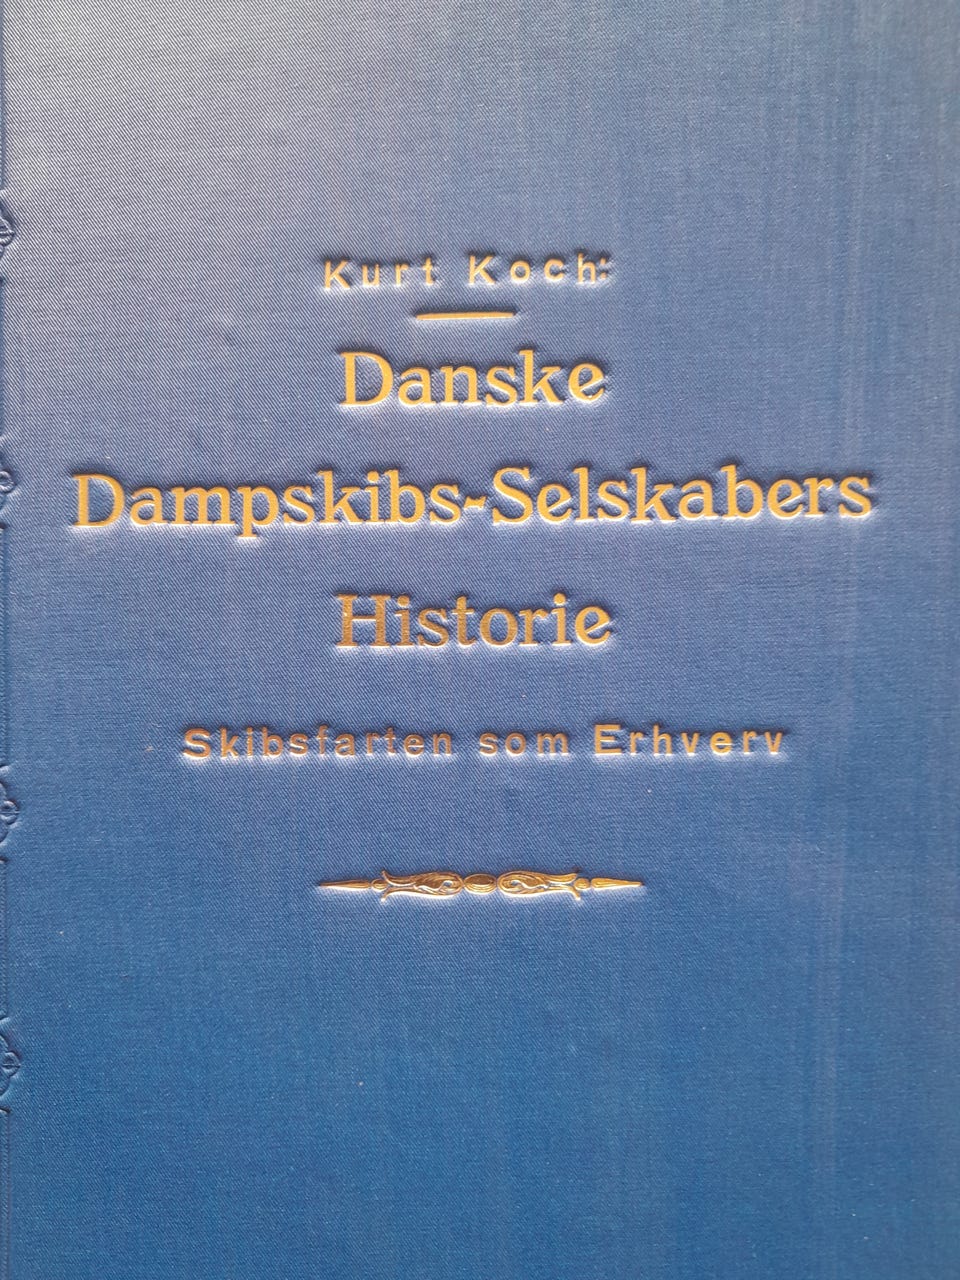 Kurt Koch:
Danske
Dampskibs-Selskabers
Historie
Skibsfarten som Erhverv